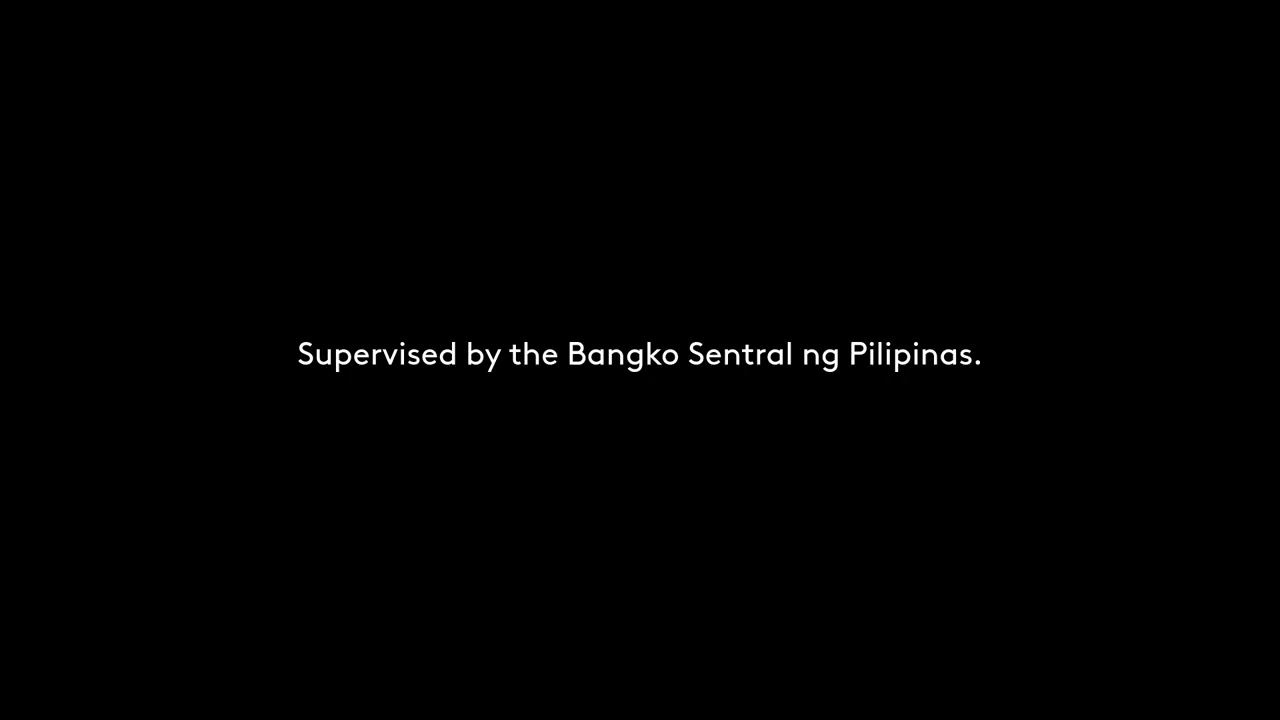 Supervised by the Bangko Sentral ng Pilipinas.